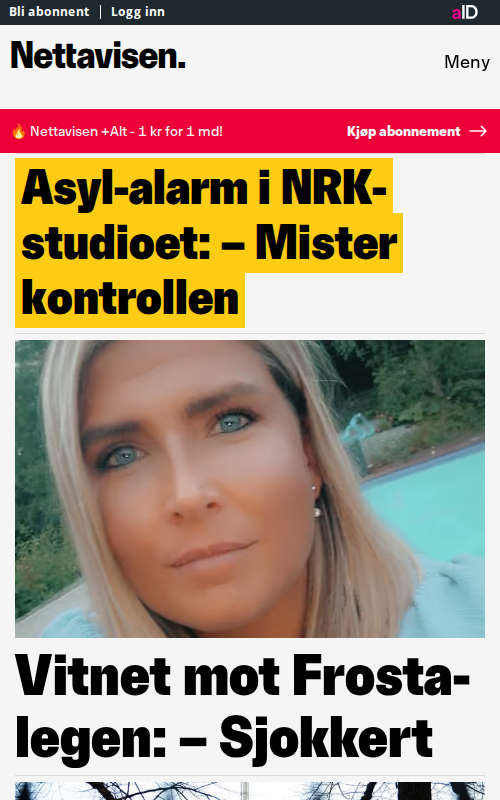 Bli abonnent | Logg inn
aID
Nettavisen.
Meny
🔥 Nettavisen +Alt - 1 kr for 1 md!
Kjøp abonnement →
Asyl-alarm i NRK-
studioet: – Mister
kontrollen
Vitnet mot Frosta-
legen: – Sjokkert